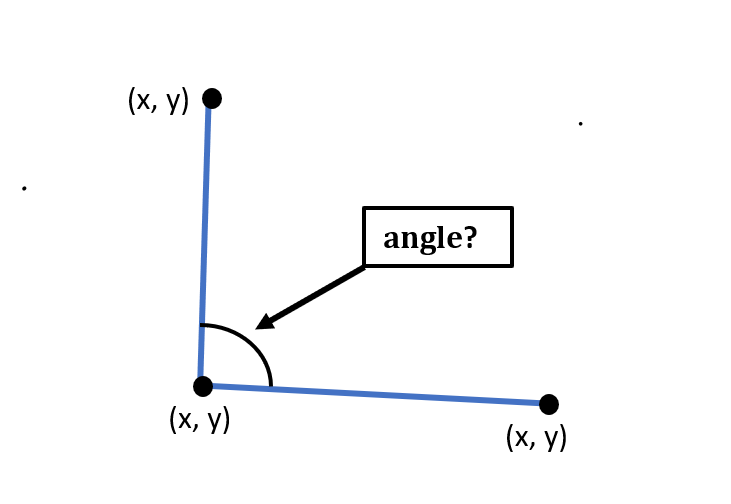 (x, y)
angle?
(x, y)
(x, y)